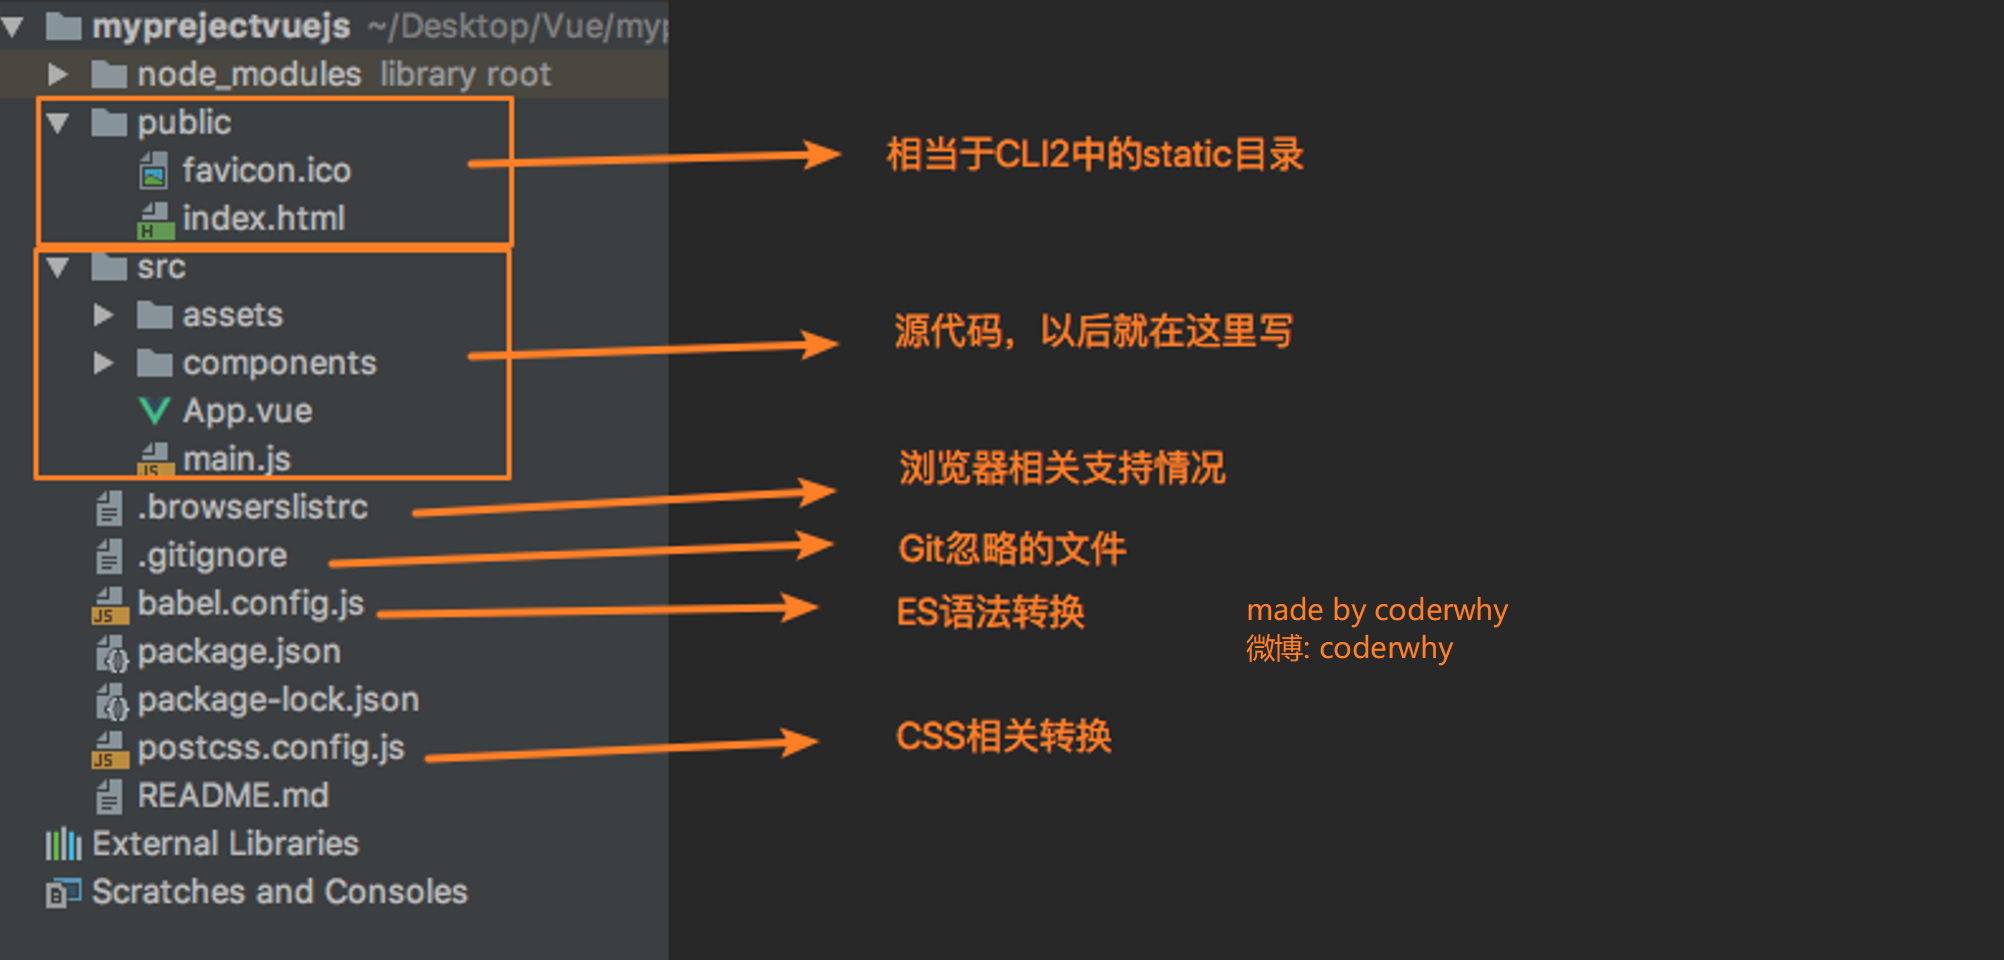 myprejectvuejs ~/Desktop/Vue/myp
node_modules library root
public
favicon.ico
相当于CLI2中的static目录
index.html
src
assets
源代码，以后就在这里写
components
App.vue
main.js
浏览器相关支持情况
.browserslistrc
.gitignore
Git忽略的文件
babel.config.js
ES语法转换
made by coderwhy
微博: coderwhy
package.json
package-lock.json
postcss.config.js
CSS相关转换
README.md
External Libraries
Scratches and Consoles